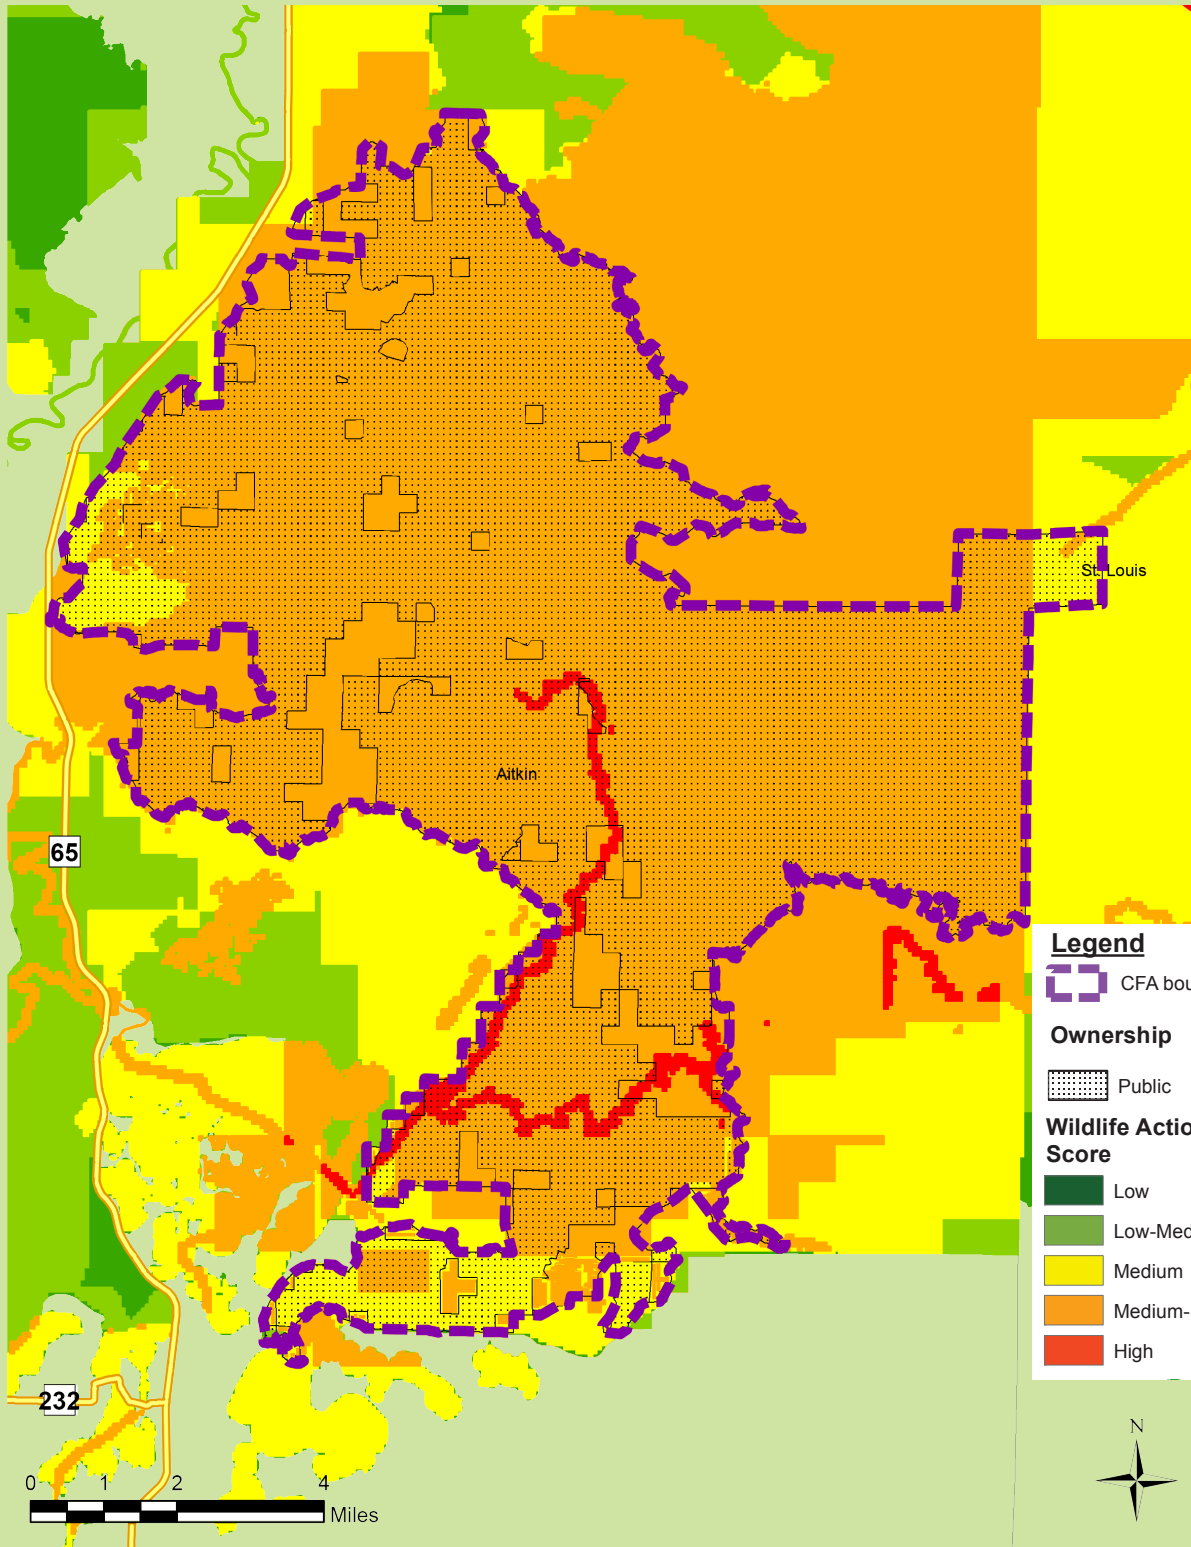 St. Louis
Aitkin
65
232
Legend
CFA bou
Ownership
Public
Wildlife Actio
Score
Low
Low-Med
Medium
Medium-
High
N
0 1 2 4
Miles